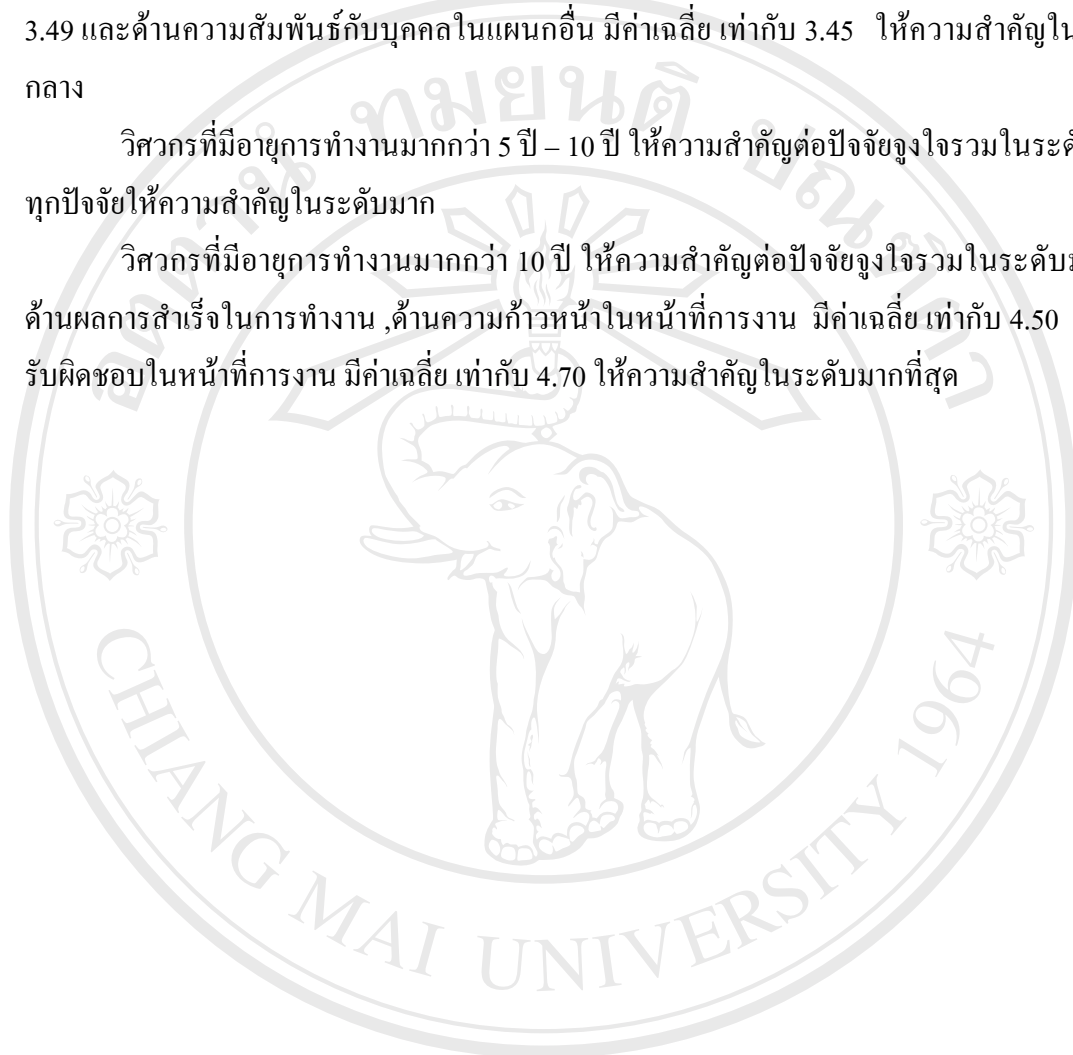 3.49 และด้านความสัมพันธ์กับบุคคลในแผนกอื่น มีค่าเฉลี่ย เท่ากับ 3.45 ให้ความสำคัญใน
กลาง
วิศวกรที่มีอายุการทำงานมากกว่า 5 ปี – 10 ปี ให้ความสำคัญต่อปัจจัยจูงใจรวมในระดั
ทุกปัจจัยให้ความสำคัญในระดับมาก
วิศวกรที่มีอายุการทำงานมากกว่า 10 ปี ให้ความสำคัญต่อปัจจัยจูงใจรวมในระดับม
ด้านผลการสำเร็จในการทำงาน ,ด้านความก้าวหน้าในหน้าที่การงาน มีค่าเฉลี่ย เท่ากับ 4.50
รับผิดชอบในหน้าที่การงาน มีค่าเฉลี่ย เท่ากับ 4.70 ให้ความสำคัญในระดับมากที่สุด
อตฺตานํ ทมยนฺติ ปณฺฑิตา
CHIANG MAI UNIVERSITY 1964